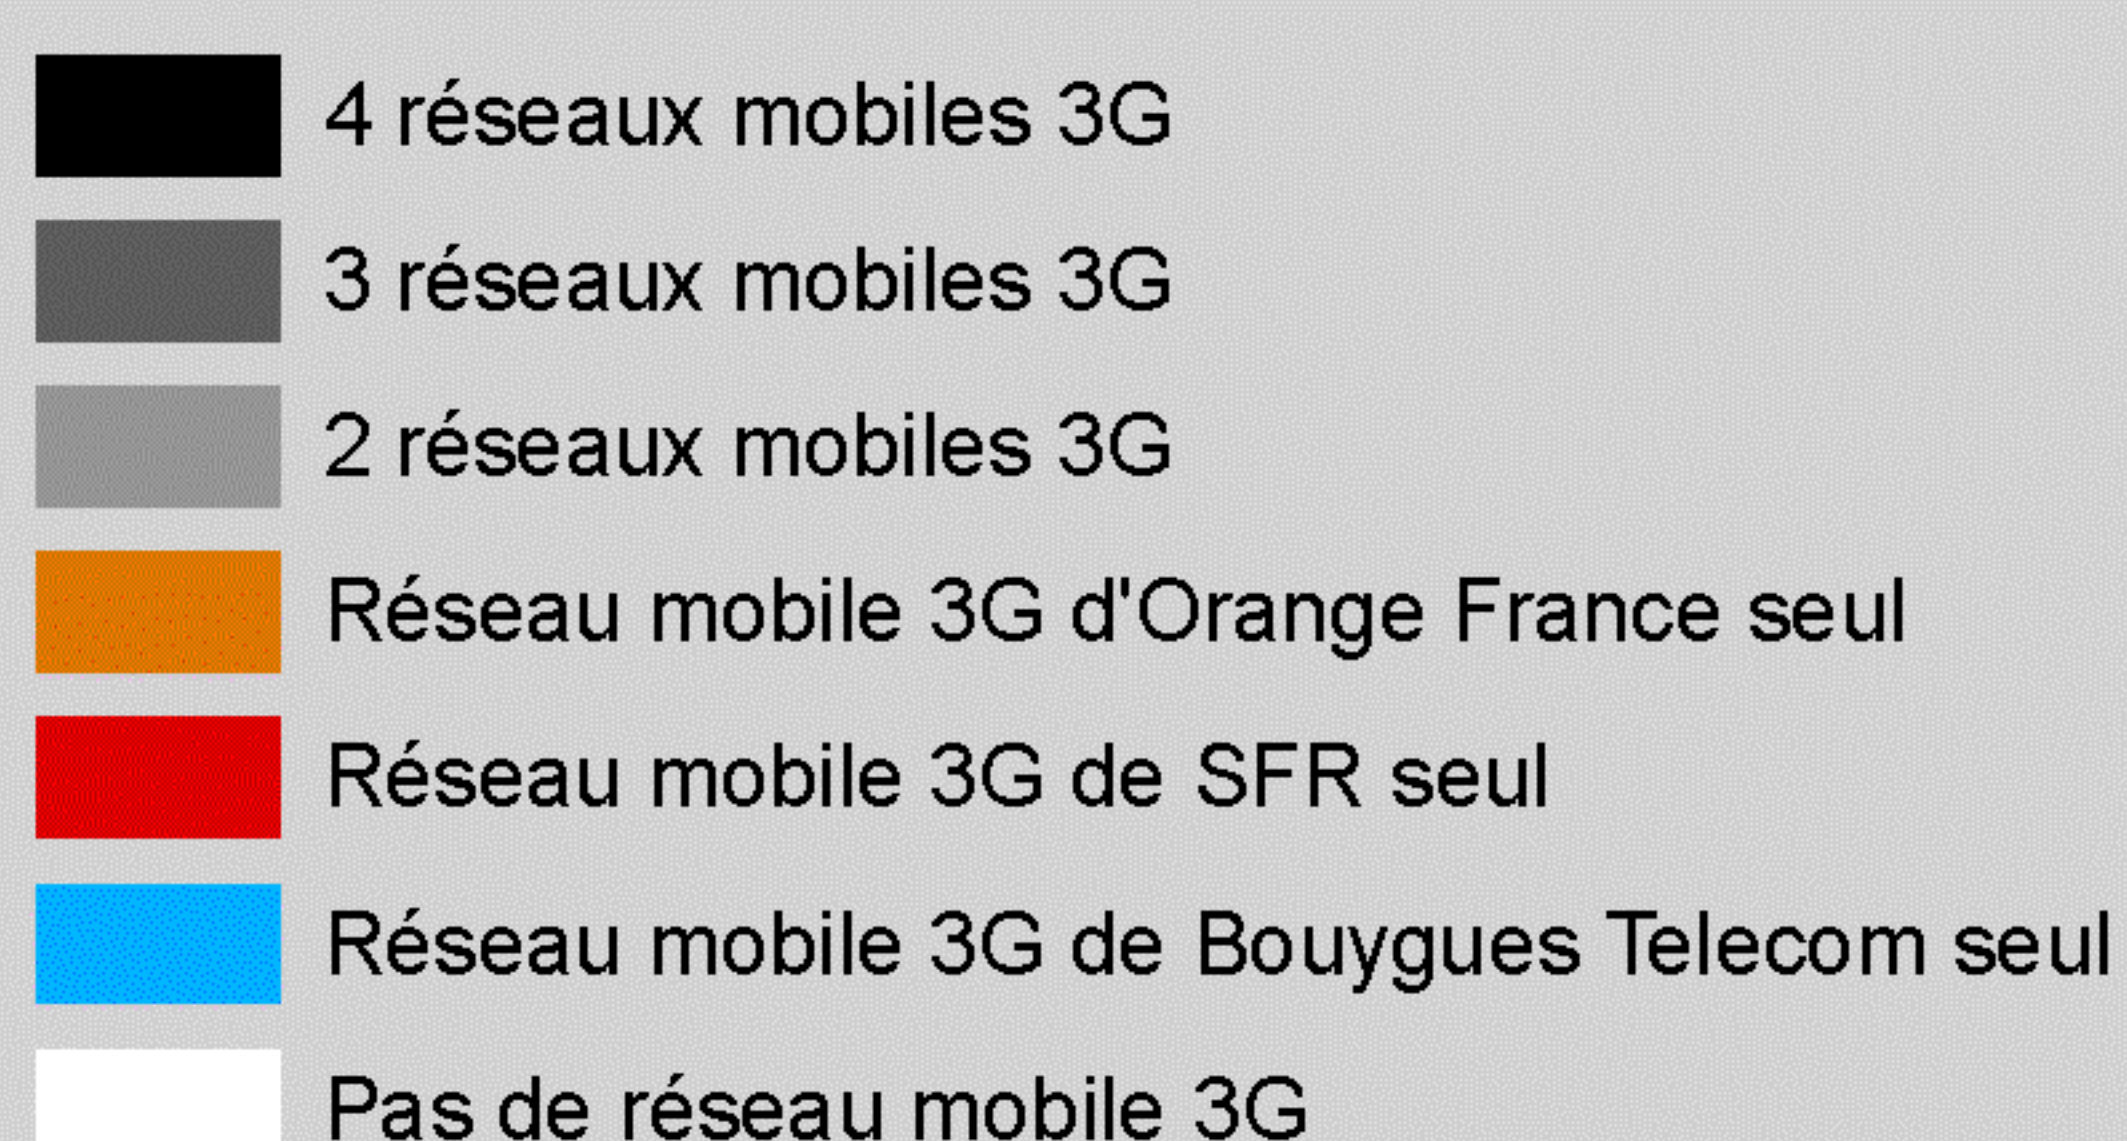 4 réseaux mobiles 3G
3 réseaux mobiles 3G
2 réseaux mobiles 3G
Réseau mobile 3G d'Orange France seul
Réseau mobile 3G de SFR seul
Réseau mobile 3G de Bouygues Telecom seul
Pas de réseau mobile 3G